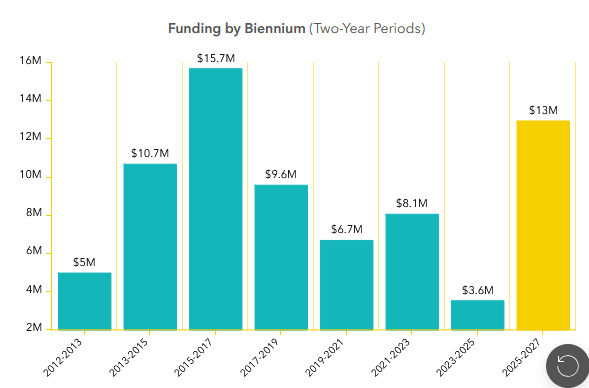 Funding by Biennium (Two-Year Periods)
16M
14M
12M
10M
8M
6M
4M
2M
$5M
$10.7M
$15.7M
$9.6M
$6.7M
$8.1M
$3.6M
$13M
2012-2013
2013-2015
2015-2017
2017-2019
2019-2021
2021-2023
2023-2025
2025-2027